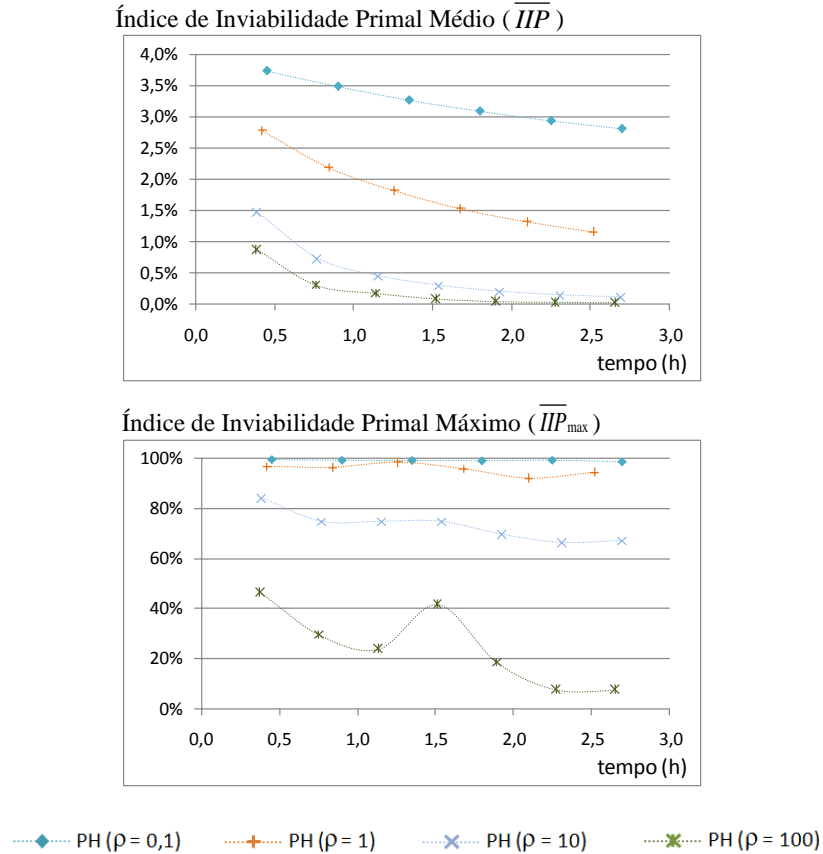 Índice de Inviabilidade Primal Médio ( IIP )
4,0%
3,5%
3,0%
2,5%
2,0%
1,5%
1,0%
0,5%
0,0%
0,0 0,5 1,0 1,5 2,0 2,5 3,0
tempo (h)
Índice de Inviabilidade Primal Máximo ( IIP max )
100%
80%
60%
40%
20%
0%
0,0 0,5 1,0 1,5 2,0 2,5 3,0
tempo (h)
PH (ρ = 0,1) PH (ρ = 1) PH (ρ = 10) PH (ρ = 100)